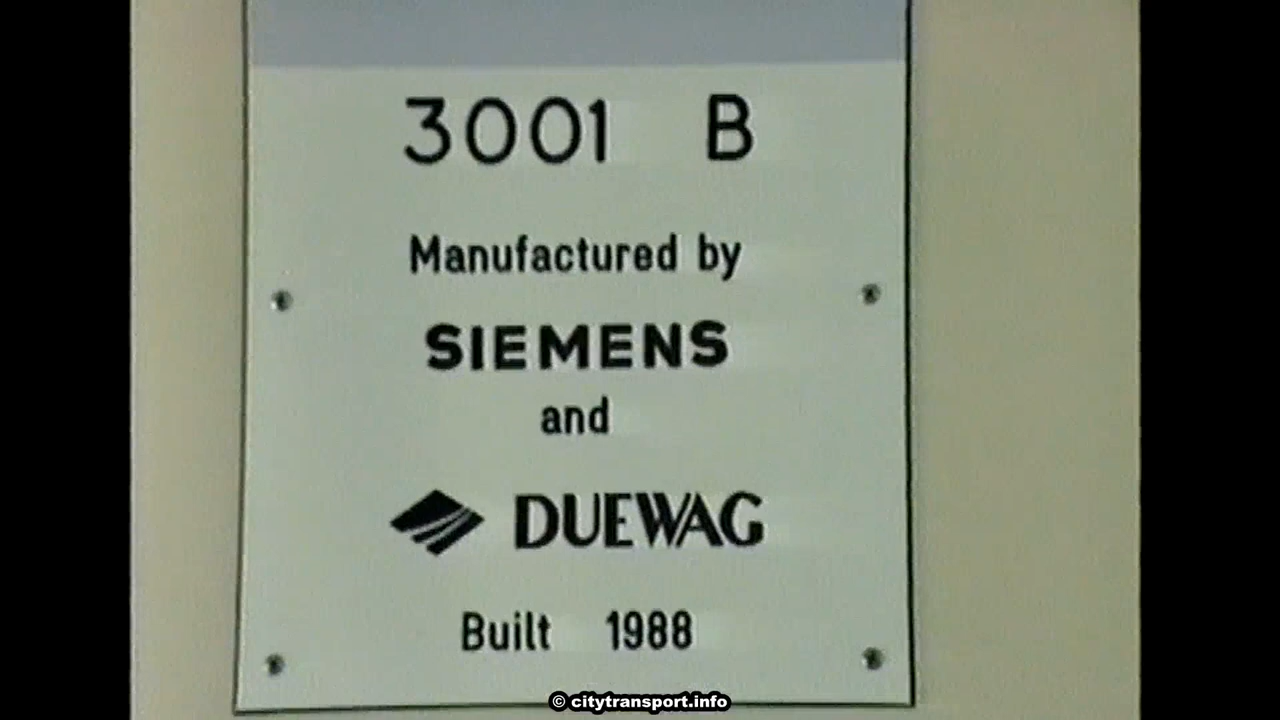 3001 B
Manufactured by
SIEMENS
and
DUEWAG
Built 1988
© citytransport.info